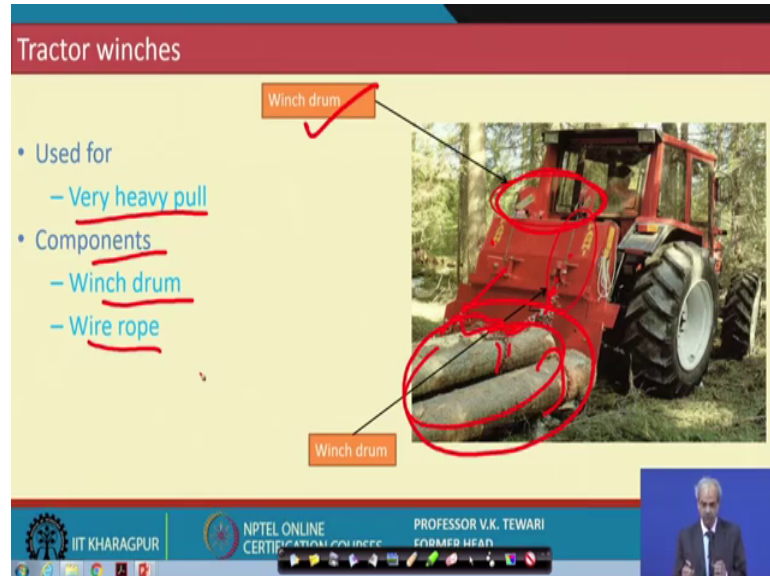 Tractor winches
Winch drum
• Used for
– Very heavy pull
• Components
– Winch drum
– Wire rope
Winch drum
IIT KHARAGPUR
NPTEL ONLINE
CERTIFICATION COURSES
PROFESSOR V.K. TEWARI
FORMER HEAD